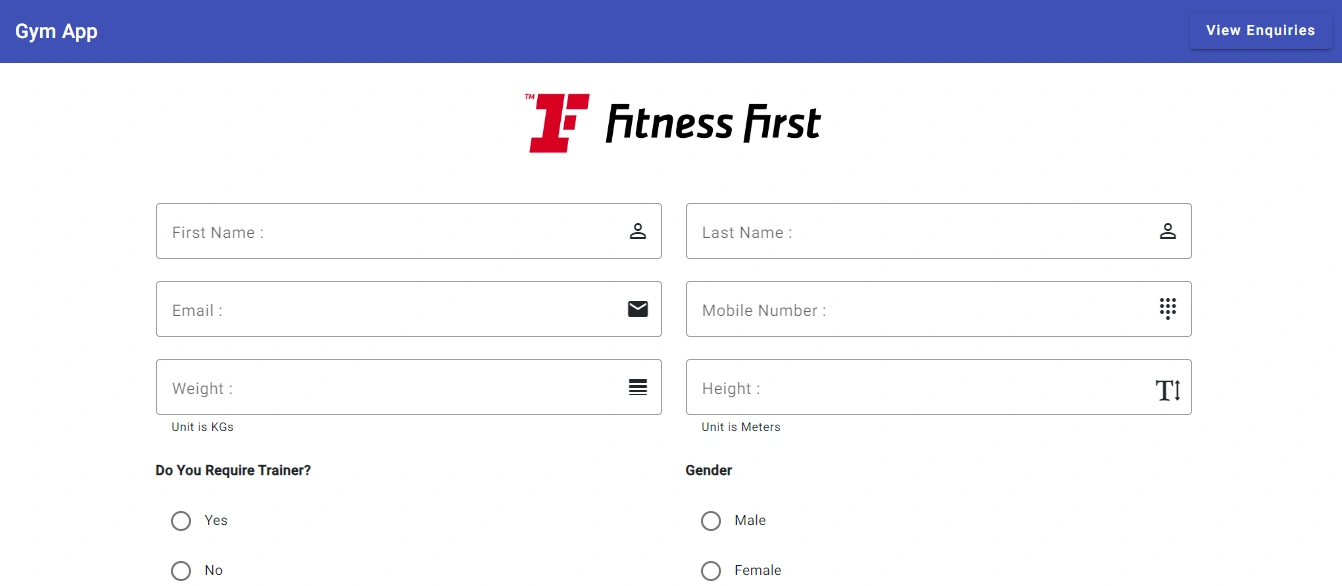 Gym App
View Enquiries
TM
Fitness First
First Name :
Last Name :
Email :
Mobile Number :
Weight :
Height :
T
Unit is KGs
Unit is Meters
Do You Require Trainer?
Gender
Yes
Male
No
Female